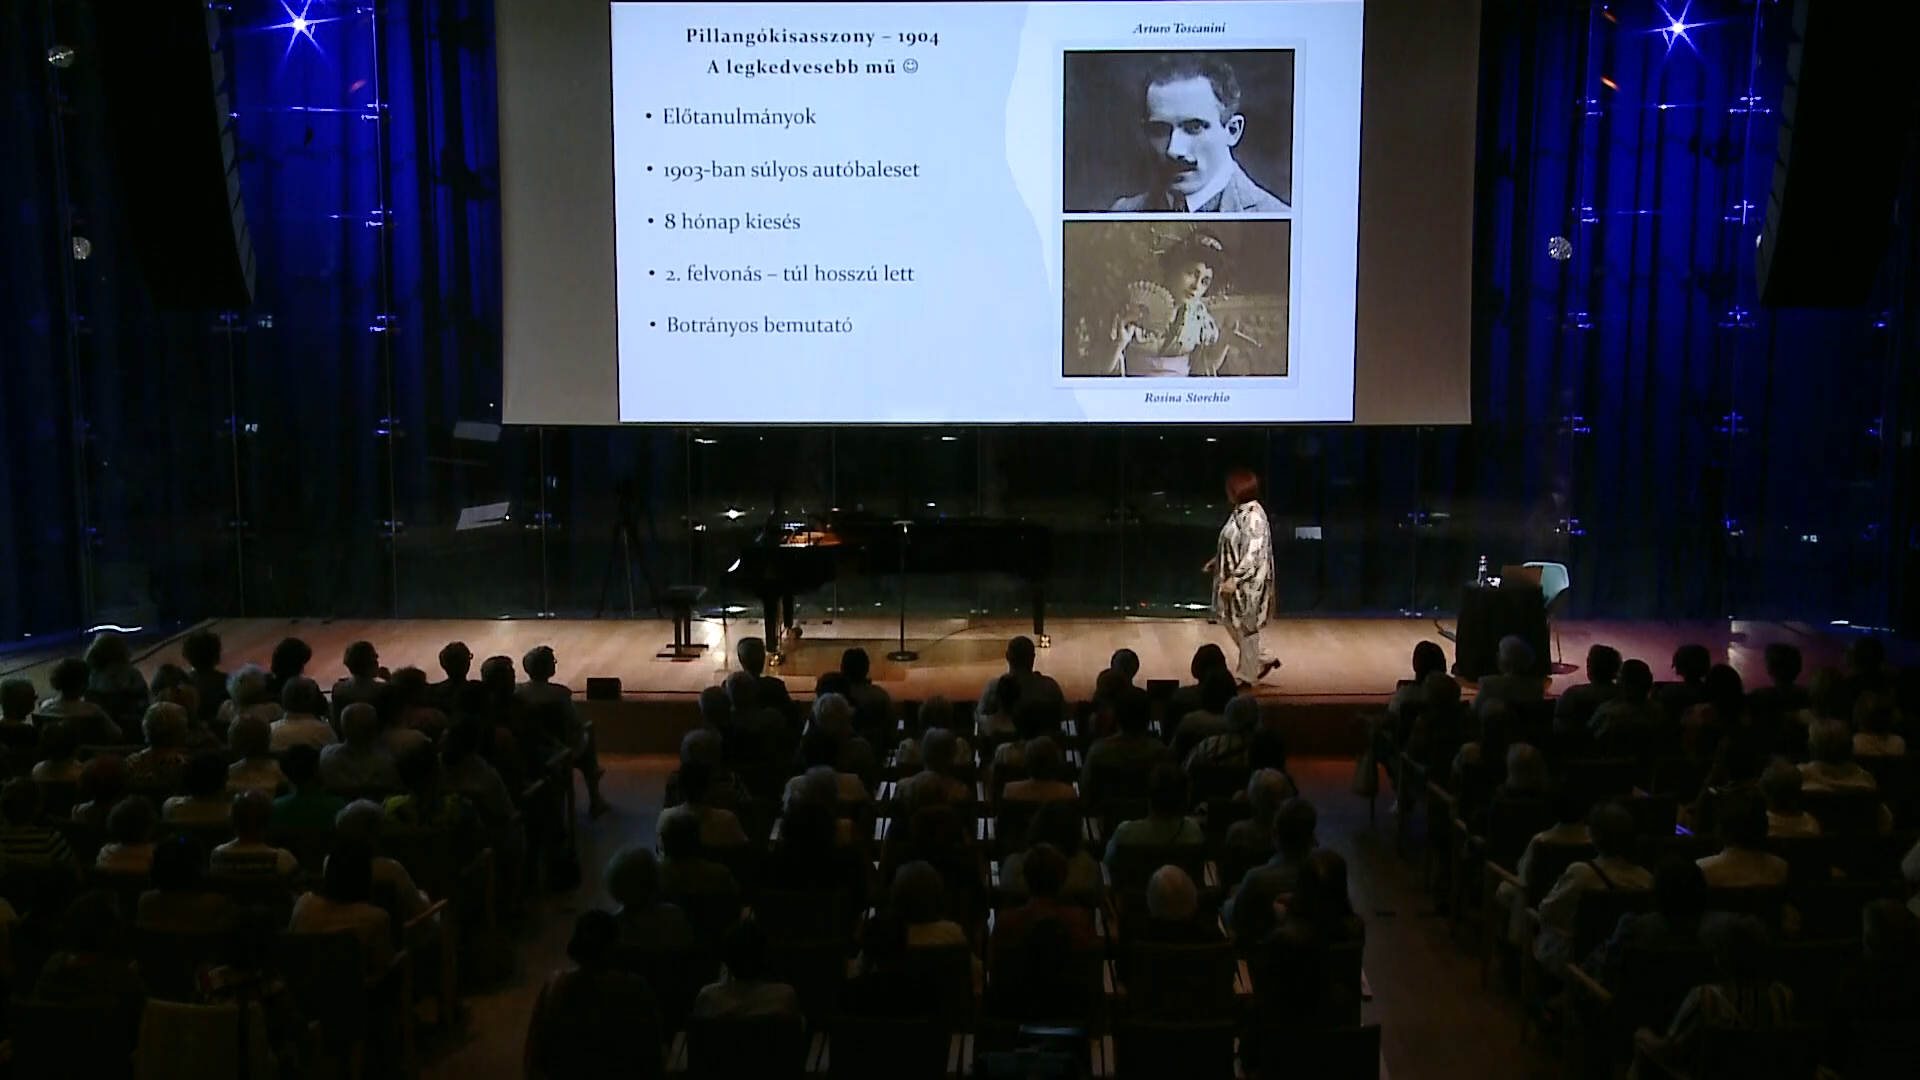 Pillangókisasszony – 1904
A legkedvesebb mű ☺
• Előtanulmányok
• 1903-ban súlyos autóbaleset
• 8 hónap kiesés
• 2. felvonás – túl hosszú lett
• Botrányos bemutató
Arturo Toscanini
Rosina Storchio